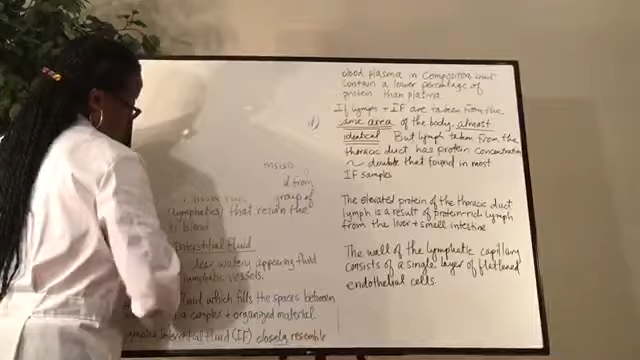 nsists
d from
group of
(lymphatics) that return the
blood
Interstitial fluid
clear watery appearing fluid
lymphatic vessels.
fluid which fills the spaces between
a complex + organized material.
Interstitial fluid (IF) closely resemble
blood plasma in composition but
contain a lower percentage of
protein than plasma
If lymph + IF are taken from the
same area of the body, almost
identical But lymph taken from the
thoracic duct has protein concentration
~ double that found in most
IF samples
The elevated protein of the thoracic duct
lymph is a result of protein-rich lymph
from the liver + small intestine
The wall of the lymphatic capillary
consists of a single layer of flattened
endothelial cells.